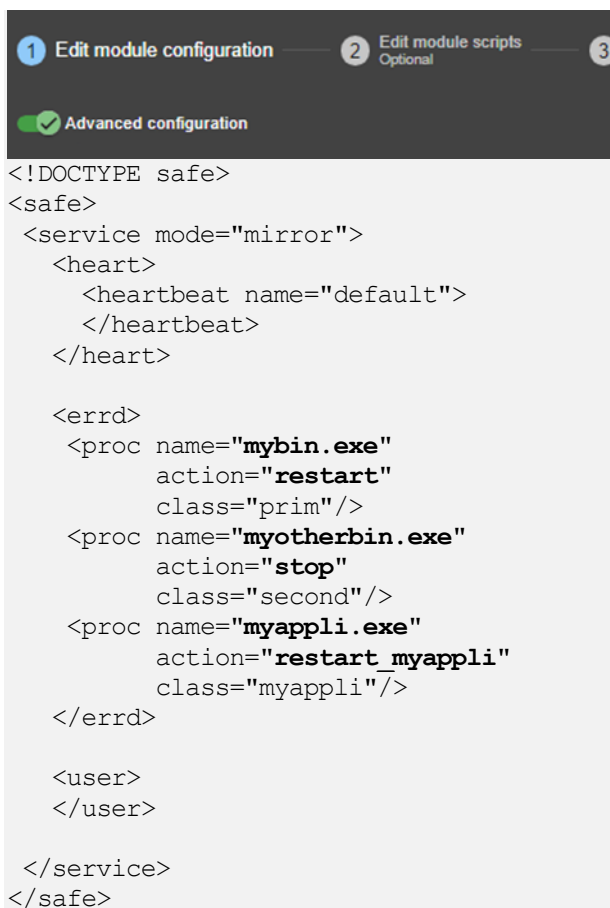 1 Edit module configuration 2 Edit module scripts 3
Optional
Advanced configuration
<!DOCTYPE safe>
<safe>
 <service mode="mirror">
   <heart>
     <heartbeat name="default">
     </heartbeat>
   </heart>

   <errd>
    <proc name="mybin.exe"
          action="restart"
          class="prim"/>
    <proc name="myotherbin.exe"
          action="stop"
          class="second"/>
    <proc name="myappli.exe"
          action="restart_myappli"
          class="myappli"/>
   </errd>

   <user>
   </user>

 </service>
</safe>